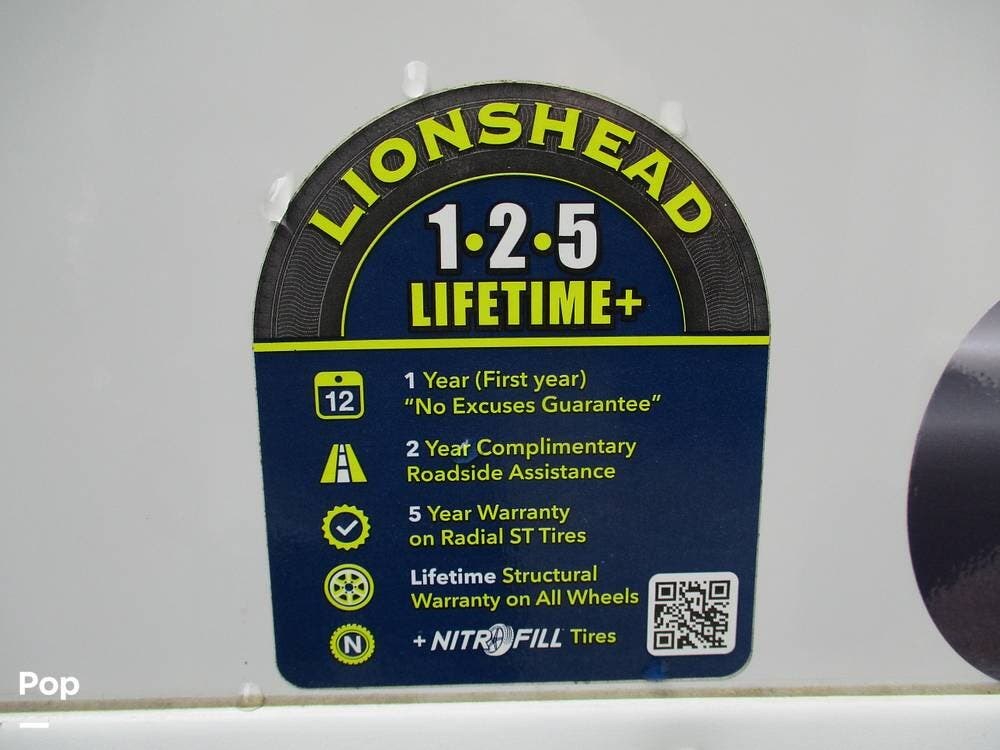 LIONSHEAD
1•2•5
LIFETIME+
12
1 Year (First year)
"No Excuses Guarantee"
2 Year Complimentary
Roadside Assistance
5 Year Warranty
on Radial ST Tires
Lifetime Structural
Warranty on All Wheels
N
+ NITROFILL Tires
Pop